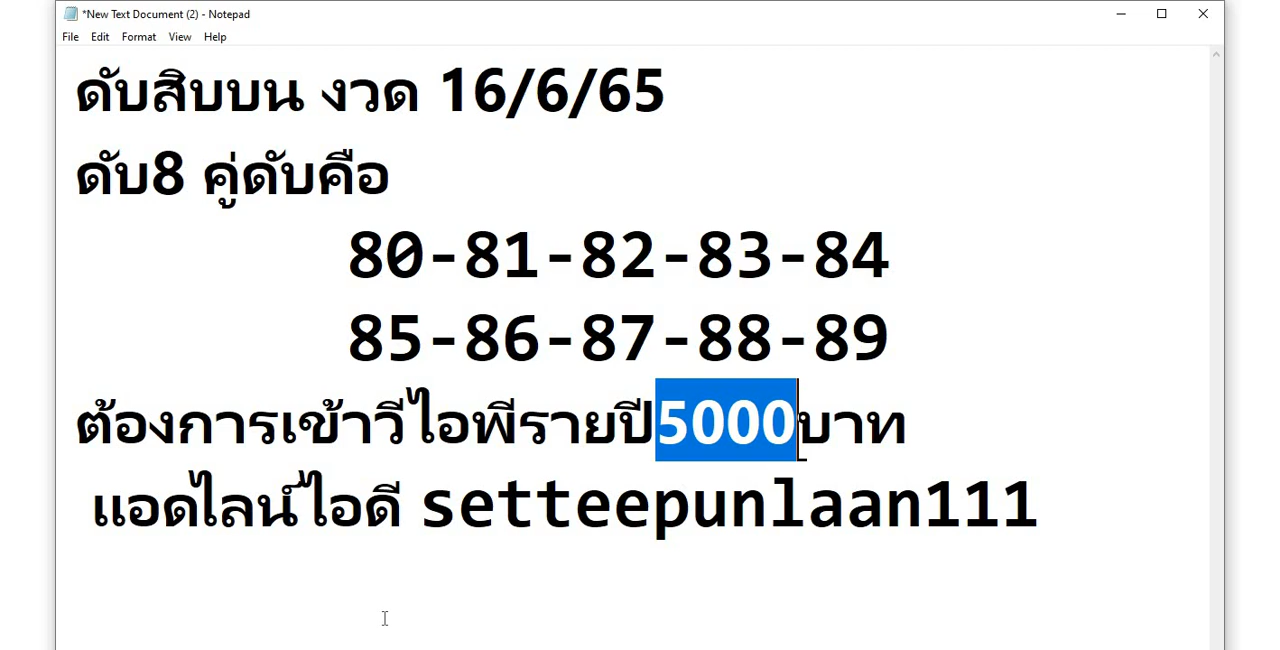 *New Text Document (2) - Notepad
File Edit Format View Help
ดับสิบบน งวด 16/6/65
ดับ8 คู่ดับคือ
80-81-82-83-84
85-86-87-88-89
ต้องการเข้าวีไอพีรายปี5000บาท
แอดไลน์ไอดี setteepunlaan111